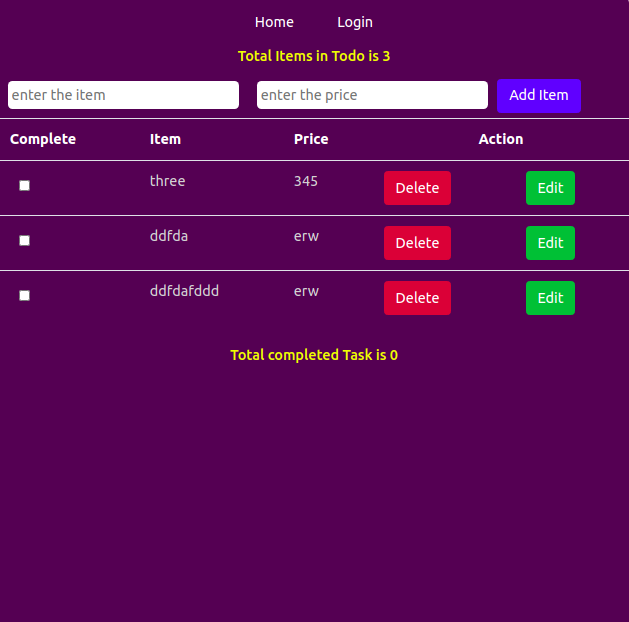 Home Login
Total Items in Todo is 3
enter the item enter the price Add Item
Complete Item Price Action
three 345 Delete Edit
ddfda erw Delete Edit
ddfdafddd erw Delete Edit
Total completed Task is 0